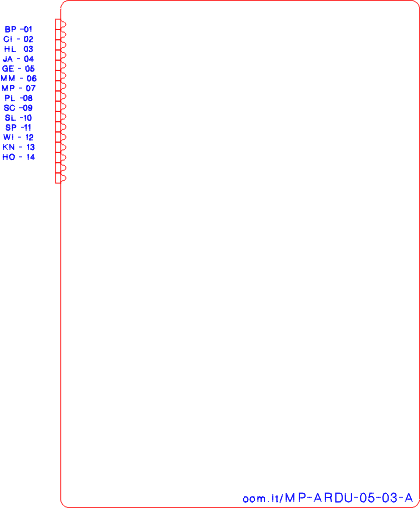 BP -01
CI - 02
HL 03
JA - 04
GE - 05
MM - 06
MP - 07
PL -08
SC -09
SL -10
SP -11
WI - 12
KN - 13
HO - 14
oom.lt/MP-ARDU-05-03-A